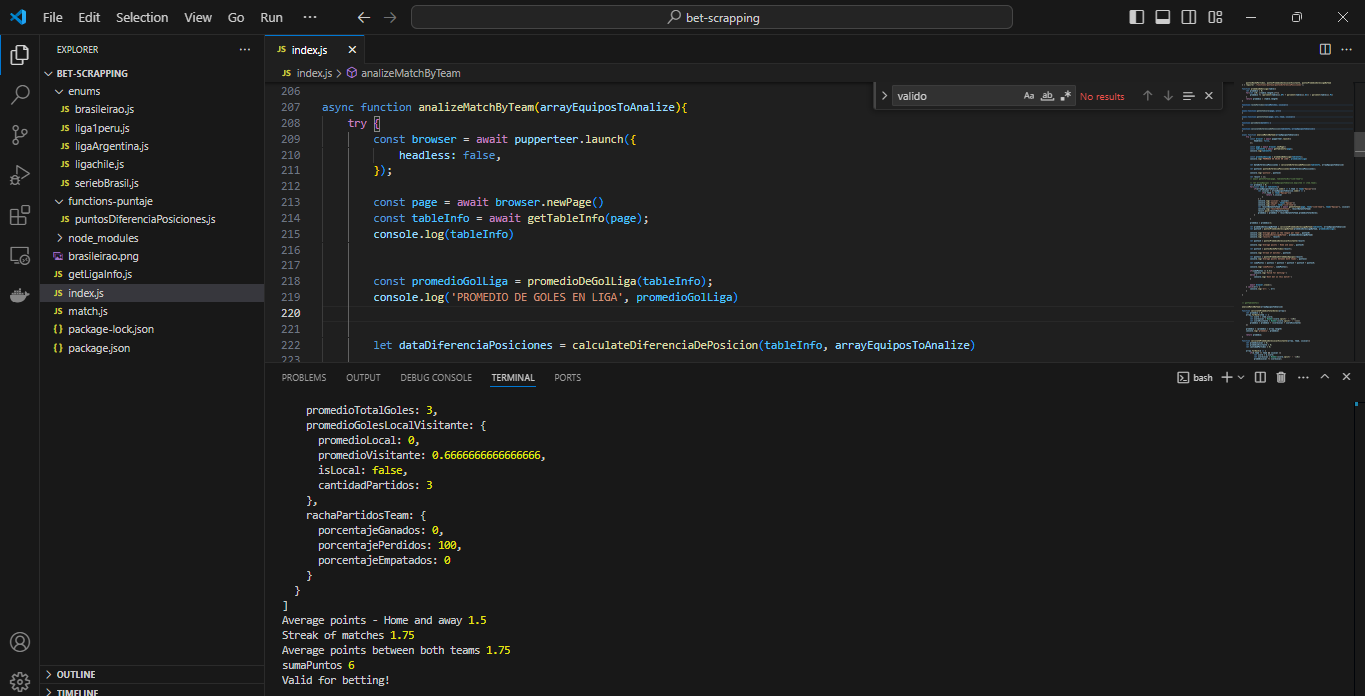 File Edit Selection View Go Run ···
bet-scrapping
EXPLORER ···
BET-SCRAPPING
enums
JS brasileirao.js
JS liga1peru.js
JS ligaArgentina.js
JS ligachile.js
JS seriebBrasil.js
functions-puntaje
JS puntosDiferenciaPosiciones.js
node_modules
brasileirao.png
JS getLigaInfo.js
JS index.js
JS match.js
{} package-lock.json
{} package.json
OUTLINE
TIMELINE
JS index.js
JS index.js > analizeMatchByTeam
valido Aa ab .* No results
206
207 async function analizeMatchByTeam(arrayEquiposToAnalize){
208 try {
209 const browser = await pupperteer.launch({
210 headless: false,
211 });
212
213 const page = await browser.newPage()
214 const tableInfo = await getTableInfo(page);
215 console.log(tableInfo)
216
217
218 const promedioGolLiga = promedioDeGolLiga(tableInfo);
219 console.log('PROMEDIO DE GOLES EN LIGA', promedioGolLiga)
220
221
222 let dataDiferenciaPosiciones = calculateDiferenciaDePosicion(tableInfo, arrayEquiposToAnalize)
223
PROBLEMS OUTPUT DEBUG CONSOLE TERMINAL PORTS
bash
promedioTotalGoles: 3,
promedioGolesLocalVisitante: {
promedioLocal: 0,
promedioVisitante: 0.6666666666666666,
isLocal: false,
cantidadPartidos: 3
},
rachaPartidosTeam: {
porcentajeGanados: 0,
porcentajePerdidos: 100,
porcentajeEmpatados: 0
}
}
]
Average points - Home and away 1.5
Streak of matches 1.75
Average points between both teams 1.75
sumaPuntos 6
Valid for betting!